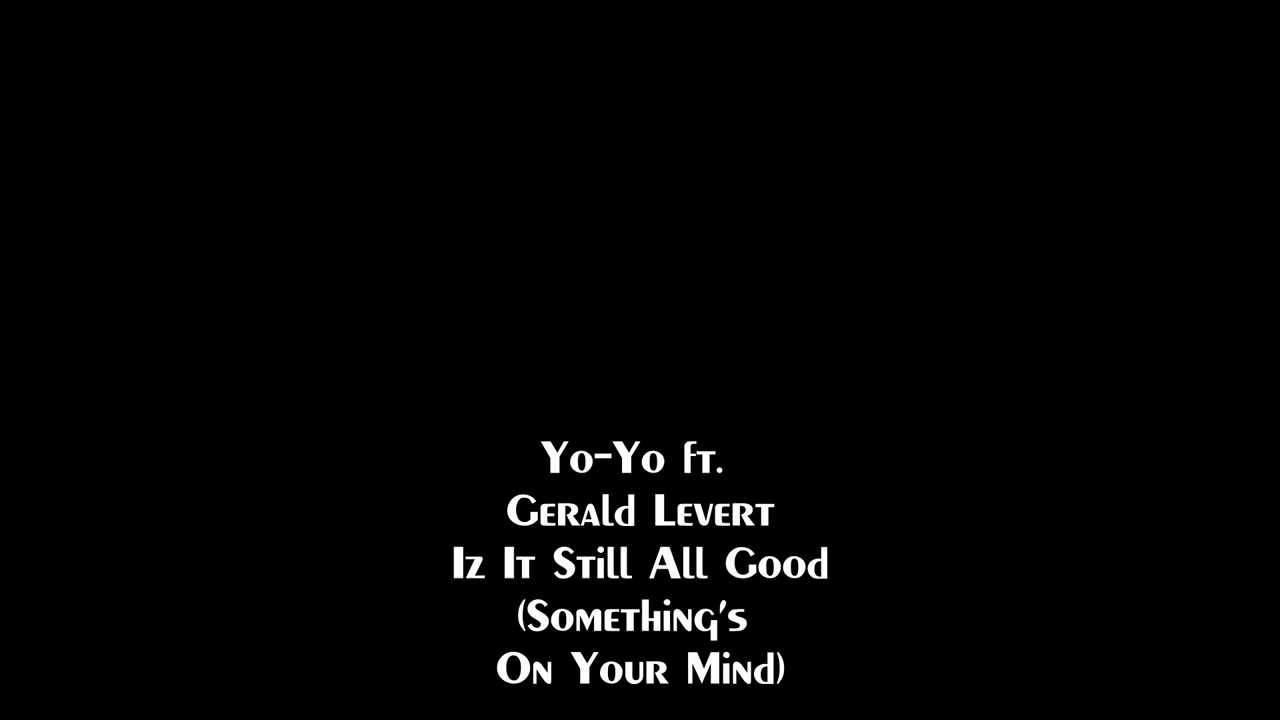 Yo-Yo ft.
Gerald Levert
Iz It Still All Good
(Something's
On Your Mind)